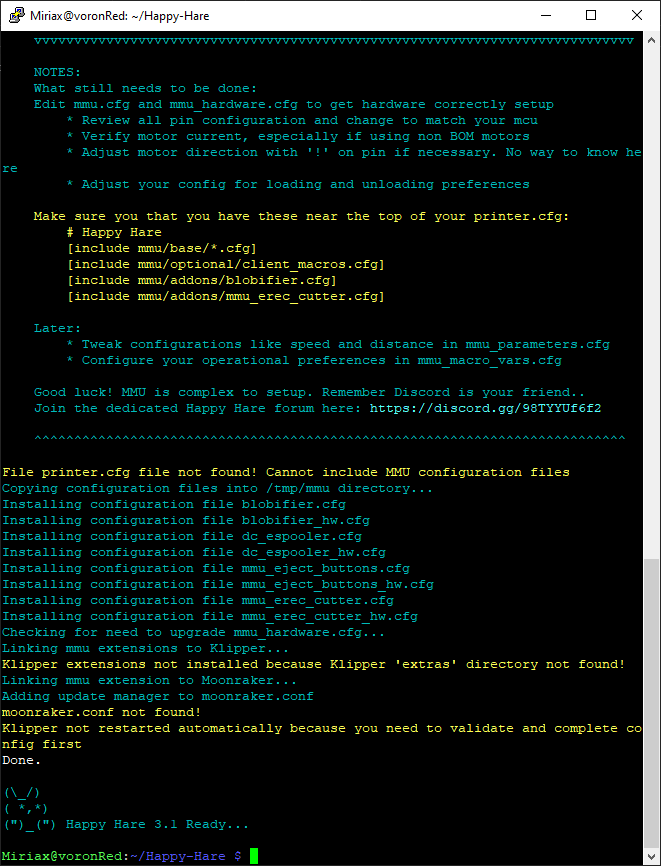 Miriax@voronRed: ~/Happy-Hare
vvvvvvvvvvvvvvvvvvvvvvvvvvvvvvvvvvvvvvvvvvvvvvvvvvvvvvvvvvvvvvvvvvvvvvvvvvv
NOTES:
What still needs to be done:
Edit mmu.cfg and mmu_hardware.cfg to get hardware correctly setup
* Review all pin configuration and change to match your mcu
* Verify motor current, especially if using non BOM motors
* Adjust motor direction with '!' on pin if necessary. No way to know he
re
* Adjust your config for loading and unloading preferences
Make sure you that you have these near the top of your printer.cfg:
# Happy Hare
[include mmu/base/*.cfg]
[include mmu/optional/client_macros.cfg]
[include mmu/addons/blobifier.cfg]
[include mmu/addons/mmu_erec_cutter.cfg]
Later:
* Tweak configurations like speed and distance in mmu_parameters.cfg
* Configure your operational preferences in mmu_macro_vars.cfg
Good luck! MMU is complex to setup. Remember Discord is your friend..
Join the dedicated Happy Hare forum here: https://discord.gg/98TYYUf6f2
^^^^^^^^^^^^^^^^^^^^^^^^^^^^^^^^^^^^^^^^^^^^^^^^^^^^^^^^^^^^^^^^^^^^^^^^^^
File printer.cfg file not found! Cannot include MMU configuration files
Copying configuration files into /tmp/mmu directory...
Installing configuration file blobifier.cfg
Installing configuration file blobifier_hw.cfg
Installing configuration file dc_espooler.cfg
Installing configuration file dc_espooler_hw.cfg
Installing configuration file mmu_eject_buttons.cfg
Installing configuration file mmu_eject_buttons_hw.cfg
Installing configuration file mmu_erec_cutter.cfg
Installing configuration file mmu_erec_cutter_hw.cfg
Checking for need to upgrade mmu_hardware.cfg...
Linking mmu extensions to Klipper...
Klipper extensions not installed because Klipper 'extras' directory not found!
Linking mmu extension to Moonraker...
Adding update manager to moonraker.conf
moonraker.conf not found!
Klipper not restarted automatically because you need to validate and complete co
nfig first
Done.
(\_/)
( *,*)
(")_(") Happy Hare 3.1 Ready...
Miriax@voronRed:~/Happy-Hare $